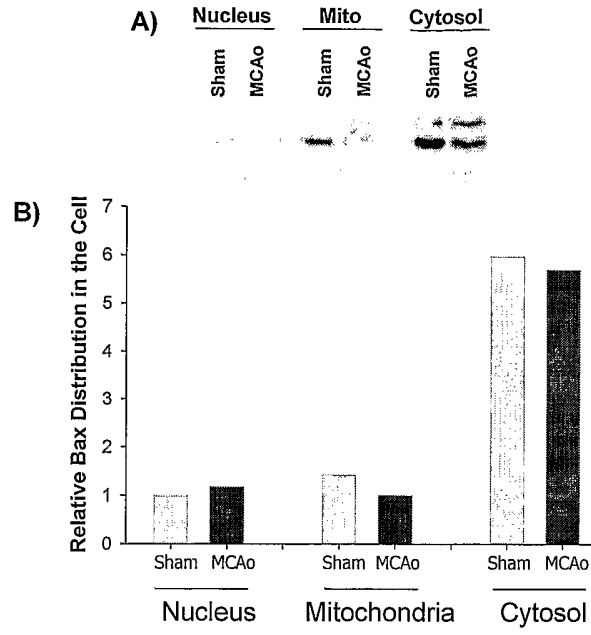 A)
Nucleus Mito Cytosol
Sham MCAo Sham MCAo Sham MCAo
B)
Relative Bax Distribution in the Cell
7
6
5
4
3
2
1
0
Sham MCAo Sham MCAo Sham MCAo
Nucleus Mitochondria Cytosol